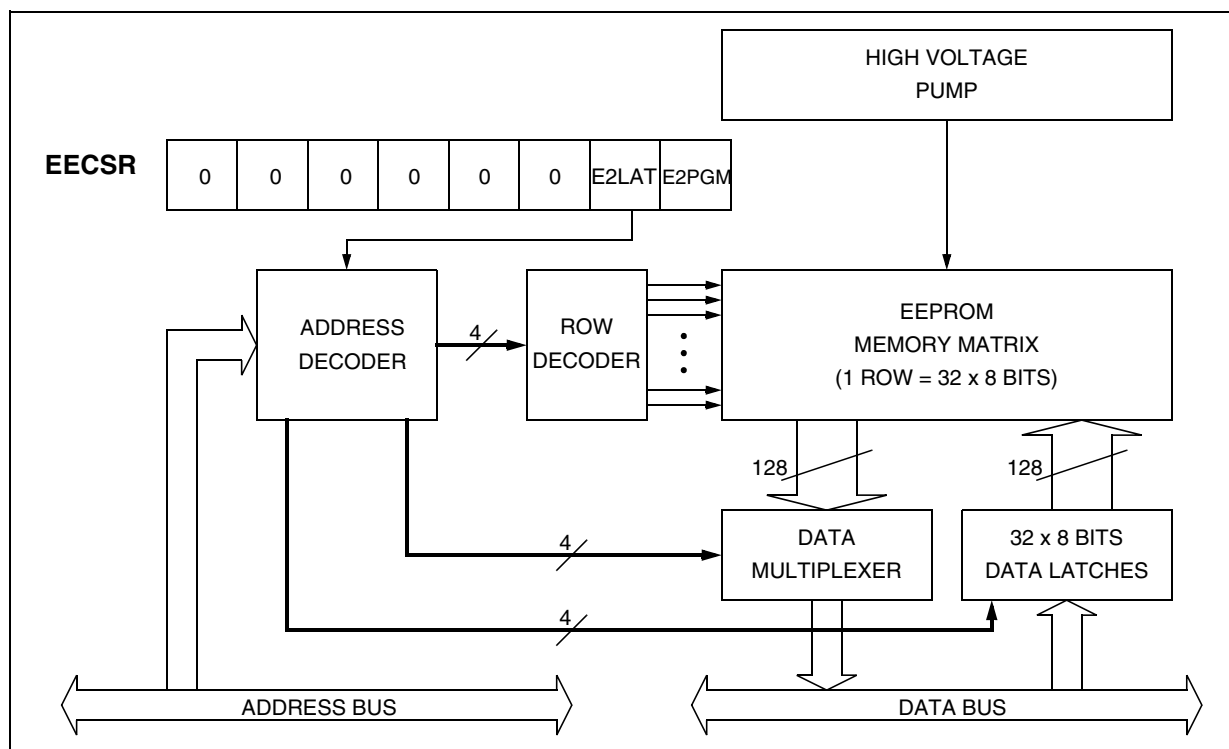 HIGH VOLTAGE
PUMP
EECSR
0 0 0 0 0 0 E2LAT E2PGM
ADDRESS
DECODER
4
ROW
DECODER
EEPROM
MEMORY MATRIX
(1 ROW = 32 x 8 BITS)
128
128
4
DATA
MULTIPLEXER
32 x 8 BITS
DATA LATCHES
4
ADDRESS BUS
DATA BUS